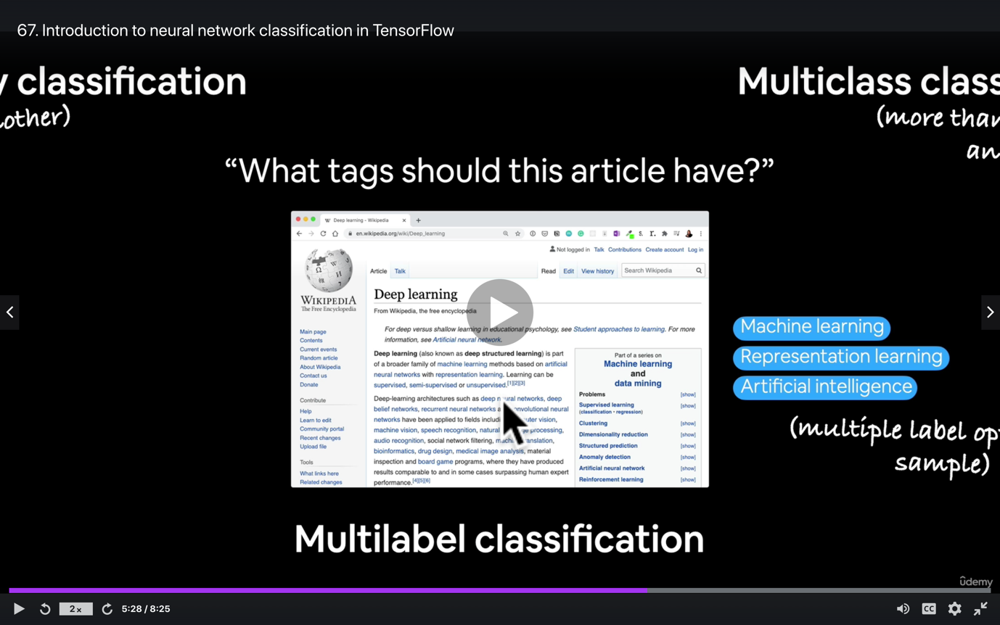 67. Introduction to neural network classification in TensorFlow
classification
other)
Multiclass class
(more than
an
“What tags should this article have?”
Deep learning - Wikipedia
en.wikipedia.org/wiki/Deep_learning
Not logged in Talk Contributions Create account Log in
Article Talk Read Edit View history Search Wikipedia
WIKIPEDIA
The Free Encyclopedia
Main page
Contents
Current events
Random article
About Wikipedia
Contact us
Donate
Contribute
Help
Learn to edit
Community portal
Recent changes
Upload file
Tools
What links here
Related changes
Deep learning
From Wikipedia, the free encyclopedia
For deep versus shallow learning in educational psychology, see Student approaches to learning. For more
information, see Artificial neural network.
Deep learning (also known as deep structured learning) is part
of a broader family of machine learning methods based on artificial
neural networks with representation learning. Learning can be
supervised, semi-supervised or unsupervised.[1][2][3]
Deep-learning architectures such as deep neural networks, deep
belief networks, recurrent neural networks convolutional neural
networks have been applied to fields vision,
machine vision, speech recognition, natural processing,
audio recognition, social network filtering, translation,
bioinformatics, drug design, medical image analysis, material
inspection and board game programs, where they have produced
results comparable to and in some cases surpassing human expert
performance.[4][5][6]
Part of a series on
Machine learning
and
data mining
Problems [show]
Supervised learning [show]
(classification • regression)
Clustering [show]
Dimensionality reduction [show]
Structured prediction [show]
Anomaly detection [show]
Artificial neural network [show]
Reinforcement learning [show]
Machine learning
Representation learning
Artificial intelligence
(multiple label op
sample)
Multilabel classification
ûdemy
2x 5:28 / 8:25 CC